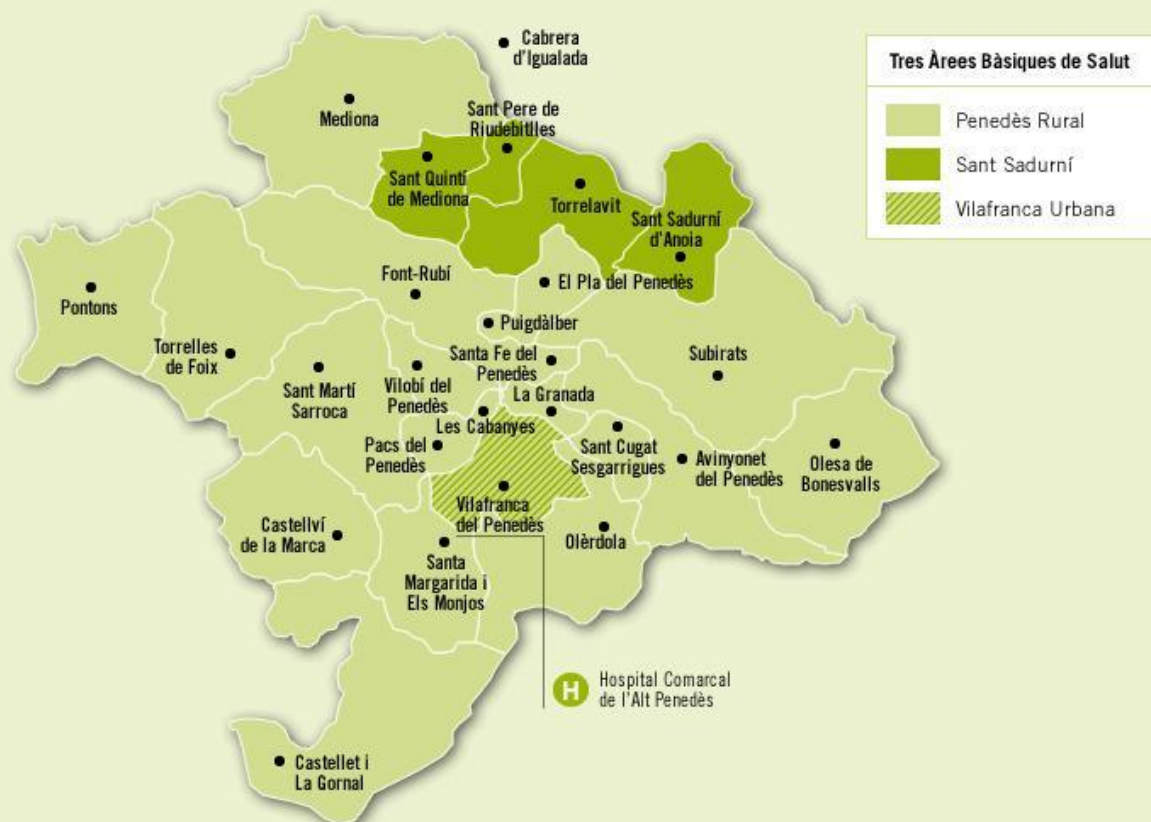 Cabrera
d'Igualada
Tres Àrees Bàsiques de Salut
Penedès Rural
Sant Sadurní
Vilafranca Urbana
Mediona
Sant Pere de
Riudebitlles
Sant Quintí
de Mediona
Torrelavit
Sant Sadurní
d'Anoia
Font-Rubí
El Pla del Penedès
Pontons
Puigdàlber
Torrelles
de Foix
Sant Martí
Sarroca
Vilobí del
Penedès
Santa Fe del
Penedès
Subirats
La Granada
Les Cabanyes
Pacs del
Penedès
Sant Cugat
Sesgarrigues
Avinyonet
del Penedès
Olesa de
Bonesvalls
Vilafranca
del Penedès
Castellví
de la Marca
Olèrdola
Santa
Margarida i
Els Monjos
H
Hospital Comarcal
de l'Alt Penedès
Castellet i
La Gornal